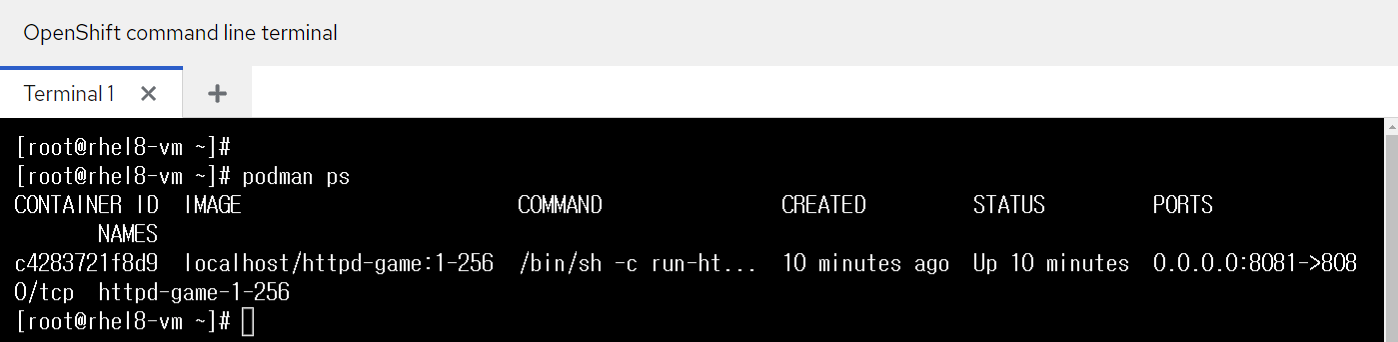 OpenShift command line terminal
Terminal 1
[root@rhel8-vm ~]#
[root@rhel8-vm ~]# podman ps
CONTAINER ID IMAGE COMMAND CREATED STATUS PORTS
NAMES
c4283721f8d9 localhost/httpd-game:1-256 /bin/sh -c run-ht... 10 minutes ago Up 10 minutes 0.0.0.0:8081->808
0/tcp httpd-game-1-256
[root@rhel8-vm ~]#